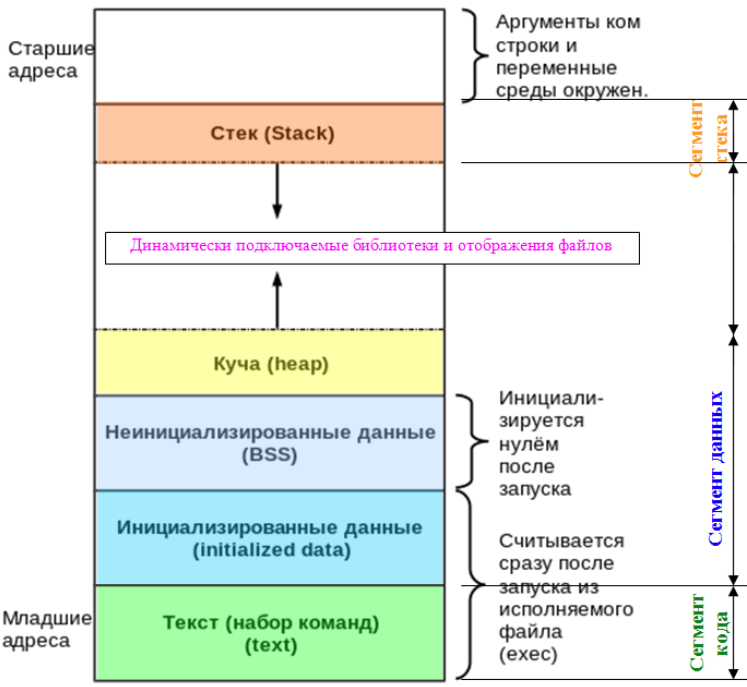 Старшие
адреса
Аргументы ком
строки и
переменные
среды окружен.
Стек (Stack)
Сегмент
стека
Динамически подключаемые библиотеки и отображения файлов
Куча (heap)
Неинициализированные данные
(BSS)
Инициали-
зируется
нулём
после
запуска
Сегмент данных
Инициализированные данные
(initialized data)
Считывается
сразу после
запуска из
исполняемого
файла
(exec)
Младшие
адреса
Текст (набор команд)
(text)
Сегмент
кода